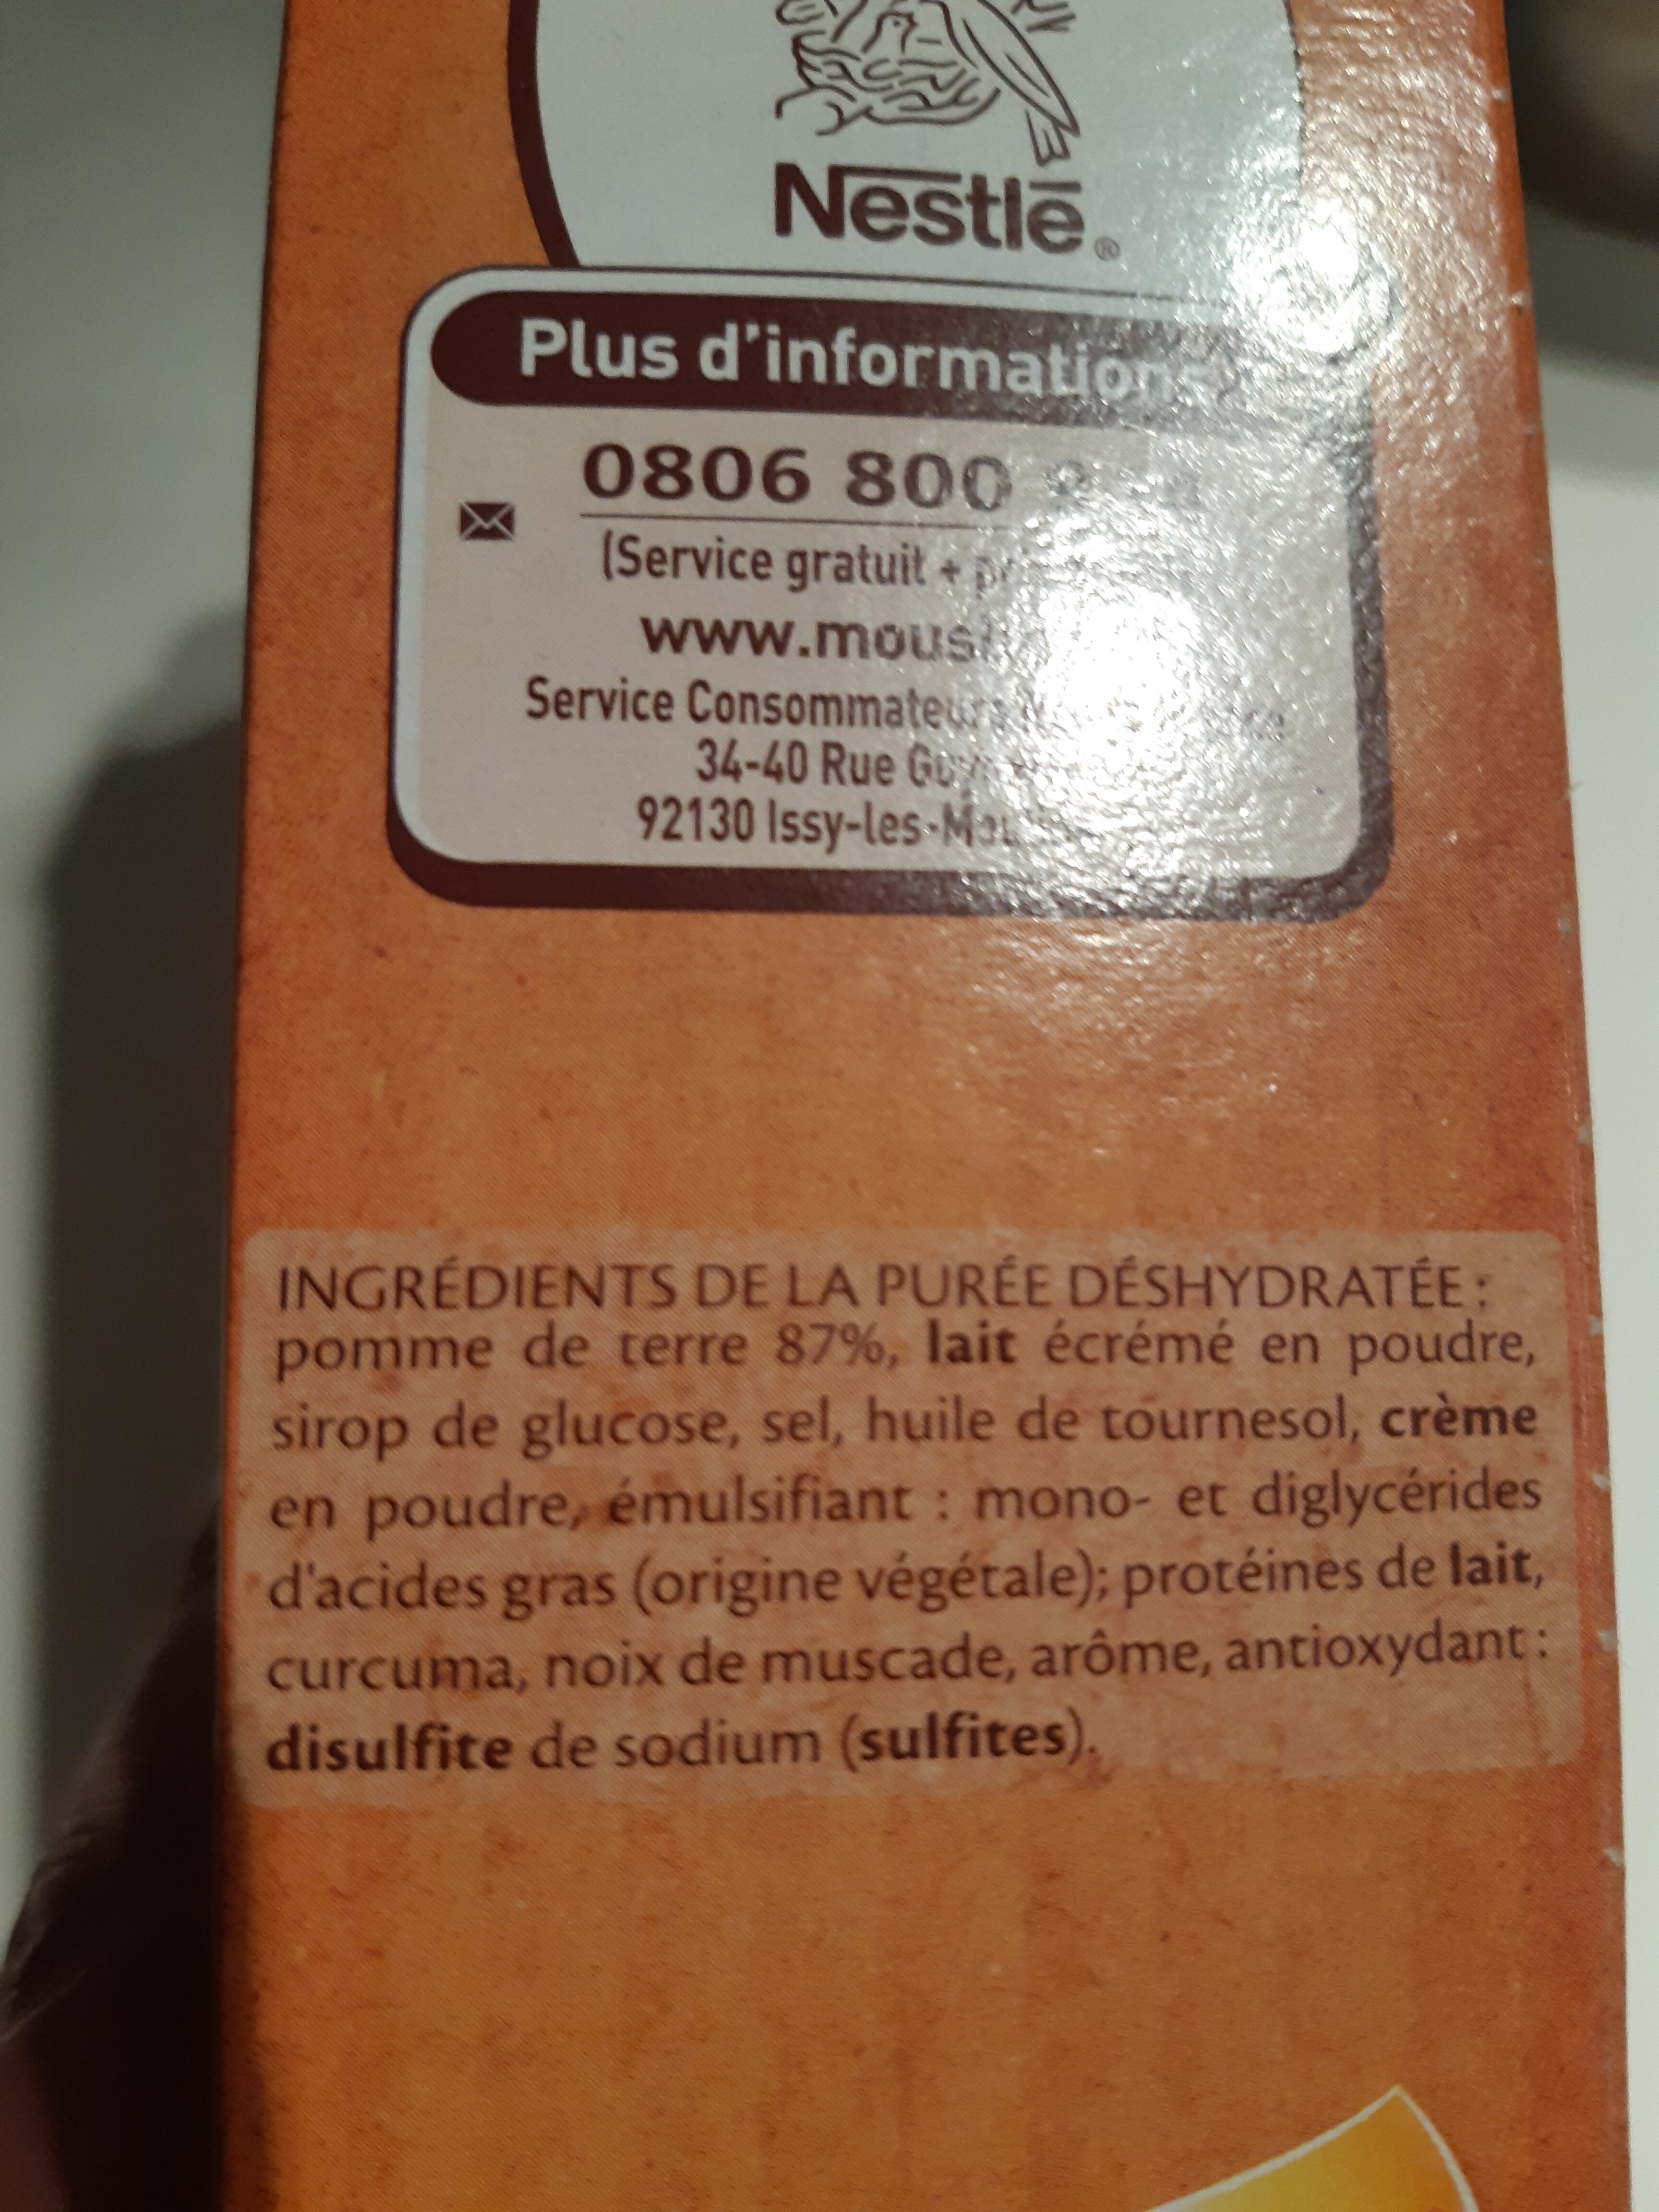 Nestlé®
Plus d'informations
0806 800
(Service gratuit +
Service Consommateurs
34-40 Rue
92130 Issy-les-
INGRÉDIENTS DE LA PURÉE DÉSHYDRATÉE :
pomme de terre 87%, lait écrémé en poudre,
sirop de glucose, sel, huile de tournesol, crème
en poudre, émulsifiant : mono- et diglycérides
d'acides gras (origine végétale); protéines de lait,
curcuma, noix de muscade, arôme, antioxydant :
disulfite de sodium (sulfites).